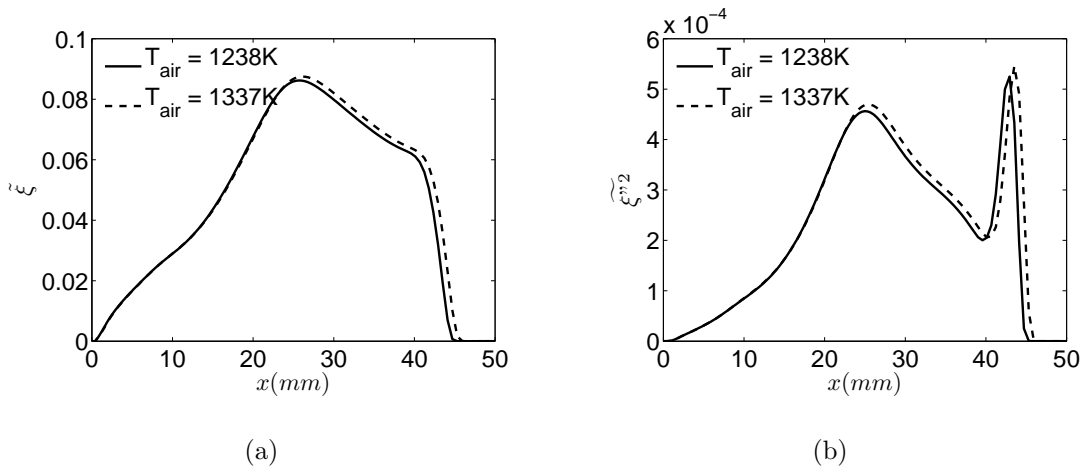 0.1
0.08
0.06
0.04
0.02
0
0 10 20 30 40 50
ξ̃
x(mm)
T_air = 1238K
T_air = 1337K
(a)
x 10⁻⁴
6
5
4
3
2
1
0
0 10 20 30 40 50
ξ”²
x(mm)
T_air = 1238K
T_air = 1337K
(b)